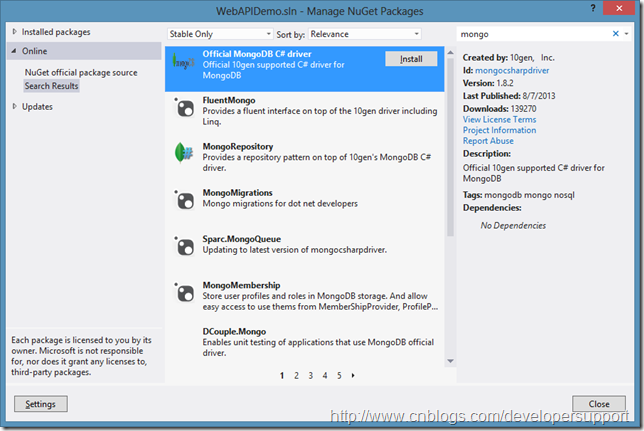 WebAPIDemo.sln - Manage NuGet Packages
? x
Installed packages
Online
NuGet official package source
Search Results
Updates
Each package is licensed to you by its
owner. Microsoft is not responsible
for, nor does it grant any licenses to,
third-party packages.
Settings
Stable Only
Sort by: Relevance
Official MongoDB C# driver
Official 10gen supported C# driver for
MongoDB
Install
FluentMongo
Provides a fluent interface on top of the 10gen driver including
Linq.
MongoRepository
Provides a repository pattern on top of 10gen's MongoDB C#
driver.
MongoMigrations
Mongo migrations for dot net developers
Sparc.MongoQueue
Updating to latest version of mongocsharpdriver.
MongoMembership
Store user profiles and roles in MongoDB storage. And allow
easy access to use thems from MemberShipProvider, ProfileP...
DCouple.Mongo
Enables unit testing of applications that use MongoDB official
driver.
1 2 3 4 5
mongo
Created by: 10gen, Inc.
Id: mongocsharpdriver
Version: 1.8.2
Last Published: 8/7/2013
Downloads: 139270
View License Terms
Project Information
Report Abuse
Description:
Official 10gen supported C# driver for
MongoDB
Tags: mongodb mongo nosql
Dependencies:
No Dependencies
Close
http://www.cnblogs.com/developersupport